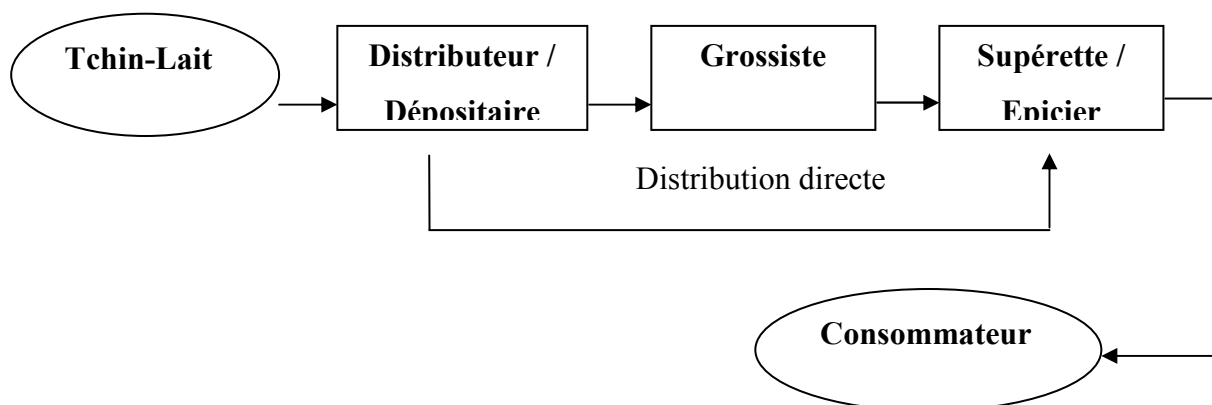 Tchin-Lait
Distributeur /
Dépositaire
Grossiste
Supérette /
Epicier
Distribution directe
Consommateur